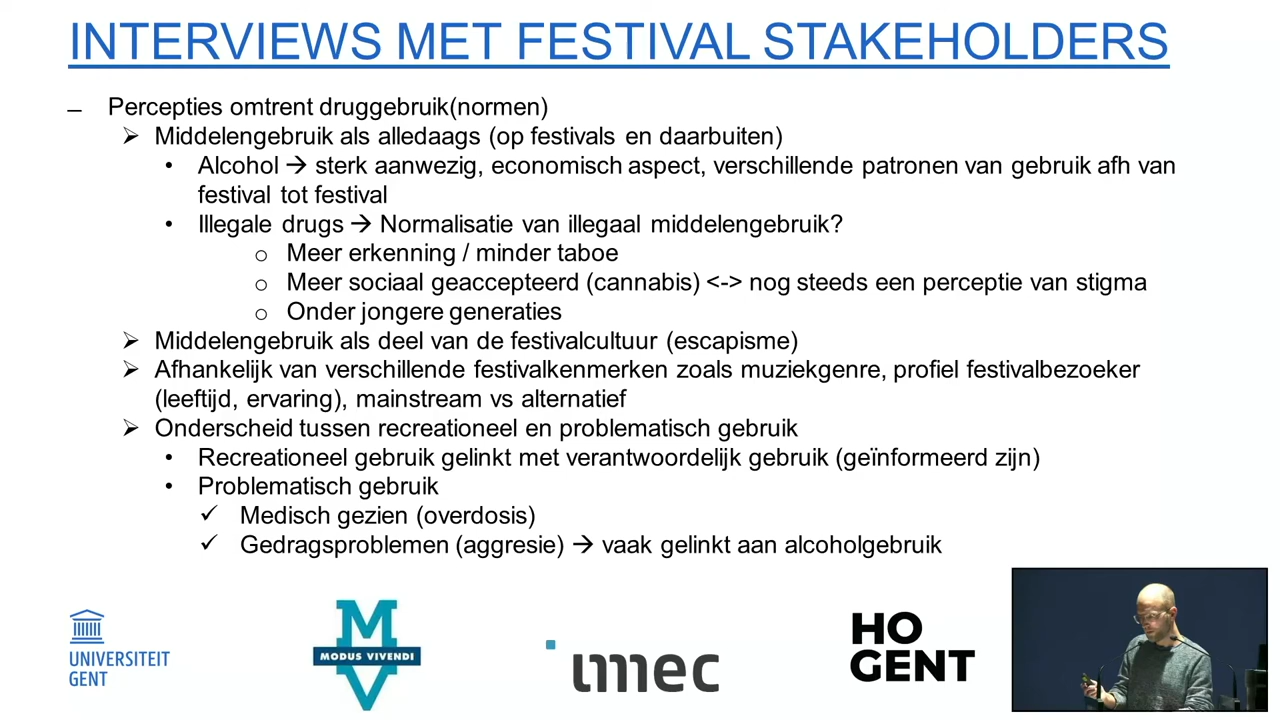 INTERVIEWS MET FESTIVAL STAKEHOLDERS
– Percepties omtrent druggebruik(normen)
➢ Middelengebruik als alledaags (op festivals en daarbuiten)
• Alcohol → sterk aanwezig, economisch aspect, verschillende patronen van gebruik afh van
festival tot festival
• Illegale drugs → Normalisatie van illegaal middelengebruik?
o Meer erkenning / minder taboe
o Meer sociaal geaccepteerd (cannabis) <-> nog steeds een perceptie van stigma
o Onder jongere generaties
➢ Middelengebruik als deel van de festivalcultuur (escapisme)
➢ Afhankelijk van verschillende festivalkenmerken zoals muziekgenre, profiel festivalbezoeker
(leeftijd, ervaring), mainstream vs alternatief
➢ Onderscheid tussen recreationeel en problematisch gebruik
• Recreationeel gebruik gelinkt met verantwoordelijk gebruik (geïnformeerd zijn)
• Problematisch gebruik
✓ Medisch gezien (overdosis)
✓ Gedragsproblemen (aggresie) → vaak gelinkt aan alcoholgebruik
UNIVERSITEIT
GENT
M
MODUS VIVENDI
V
imec
HO
GENT